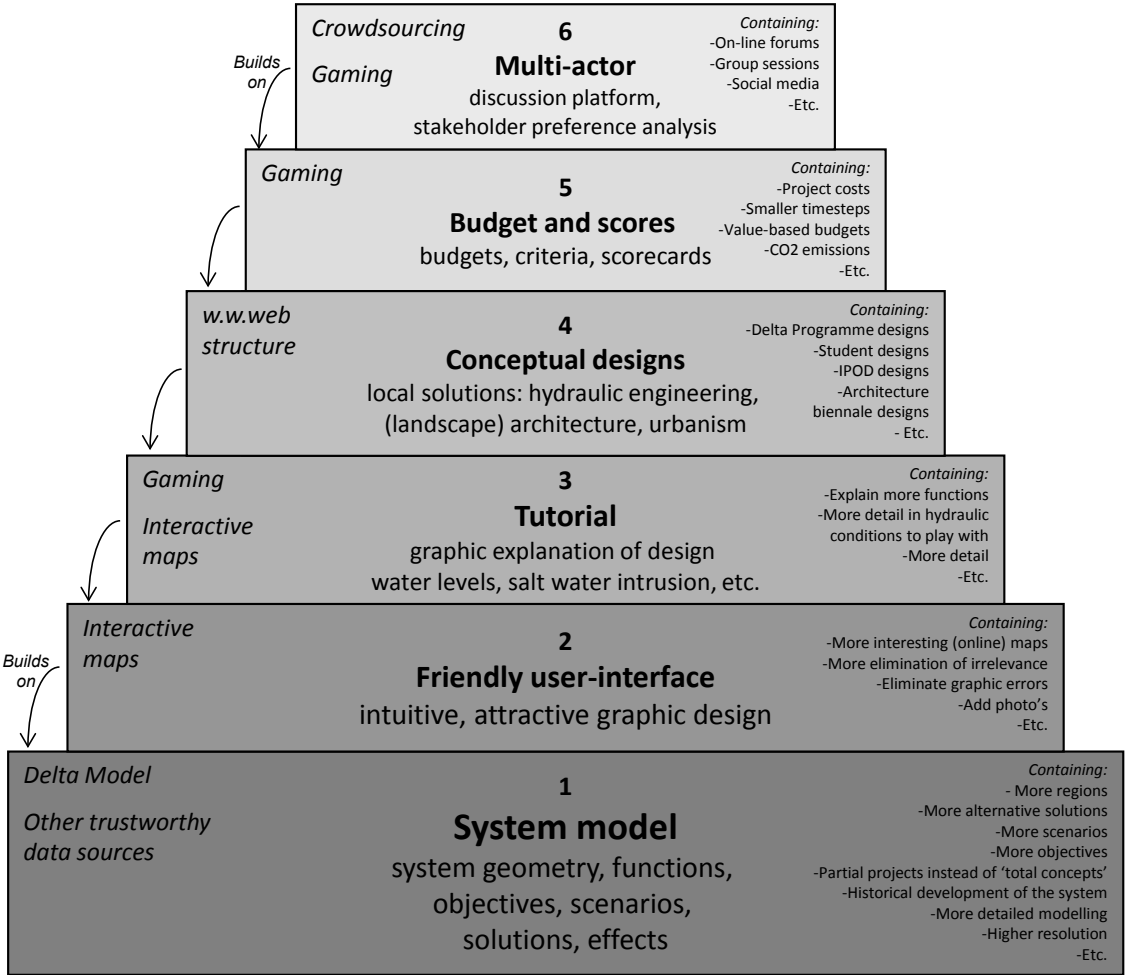 Crowdsourcing
Gaming
6
Multi-actor
discussion platform,
stakeholder preference analysis
Containing:
-On-line forums
-Group sessions
-Social media
-Etc.
Builds
on
Gaming
5
Budget and scores
budgets, criteria, scorecards
Containing:
-Project costs
-Smaller timesteps
-Value-based budgets
-CO2 emissions
-Etc.
w.w.web
structure
4
Conceptual designs
local solutions: hydraulic engineering,
(landscape) architecture, urbanism
Containing:
-Delta Programme designs
-Student designs
-IPOD designs
-Architecture
biennale designs
- Etc.
Gaming
Interactive
maps
3
Tutorial
graphic explanation of design
water levels, salt water intrusion, etc.
Containing:
-Explain more functions
-More detail in hydraulic
conditions to play with
-More detail
-Etc.
Interactive
maps
2
Friendly user-interface
intuitive, attractive graphic design
Containing:
-More interesting (online) maps
-More elimination of irrelevance
-Eliminate graphic errors
-Add photo's
-Etc.
Builds
on
Delta Model
Other trustworthy
data sources
1
System model
system geometry, functions,
objectives, scenarios,
solutions, effects
Containing:
- More regions
-More alternative solutions
-More scenarios
-More objectives
-Partial projects instead of ‘total concepts’
-Historical development of the system
-More detailed modelling
-Higher resolution
-Etc.